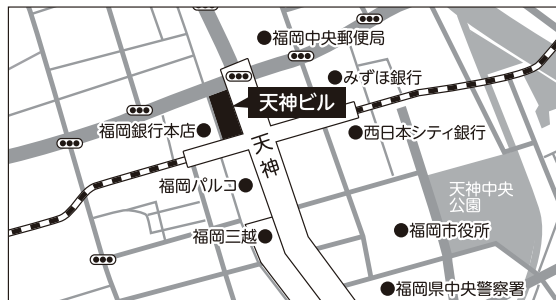 福岡中央郵便局
みずほ銀行
天神ビル
福岡銀行本店
西日本シティ銀行
天神
福岡パルコ
天神中央
公園
福岡三越
福岡市役所
福岡県中央警察署